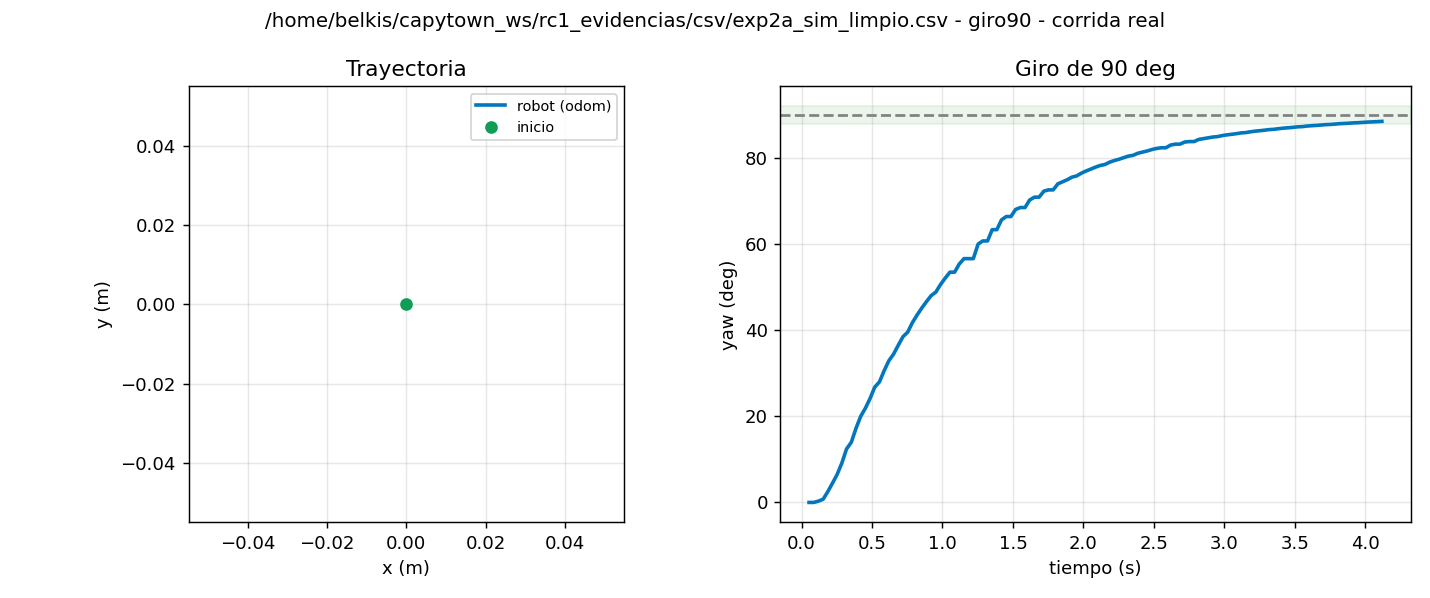 /home/belkis/capytown_ws/rc1_evidencias/csv/exp2a_sim_limpio.csv - giro90 - corrida real
Trayectoria
robot (odom)
inicio
0.04
0.02
0.00
−0.02
−0.04
y (m)
−0.04 −0.02 0.00 0.02 0.04
x (m)
Giro de 90 deg
80
60
40
20
0
yaw (deg)
0.0 0.5 1.0 1.5 2.0 2.5 3.0 3.5 4.0
tiempo (s)